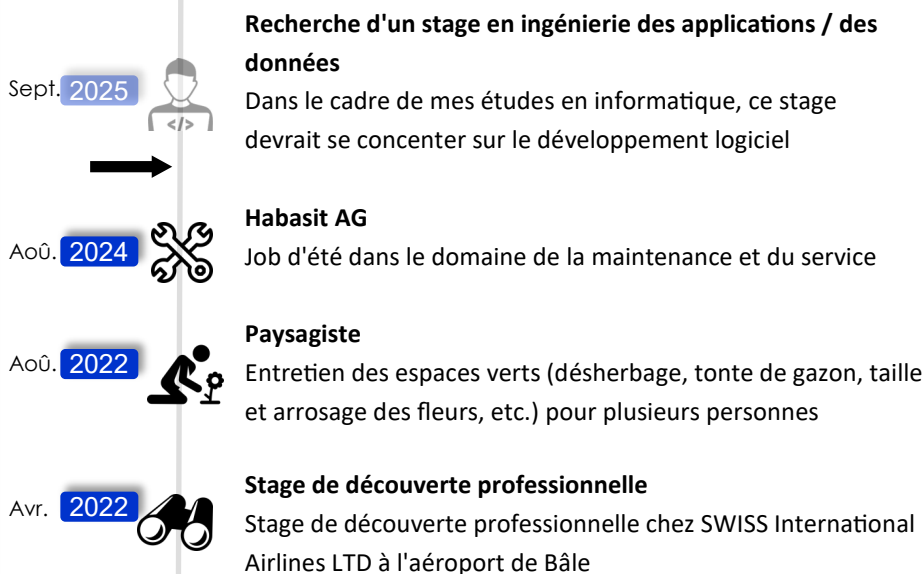 Recherche d'un stage en ingénierie des applications / des
données
Sept. 2025
Dans le cadre de mes études en informatique, ce stage
</>
devrait se concenter sur le développement logiciel
Habasit AG
Aoû. 2024
Job d'été dans le domaine de la maintenance et du service
Paysagiste
Aoû. 2022
Entretien des espaces verts (désherbage, tonte de gazon, taille
et arrosage des fleurs, etc.) pour plusieurs personnes
Stage de découverte professionnelle
Avr. 2022
Stage de découverte professionnelle chez SWISS International
Airlines LTD à l'aéroport de Bâle